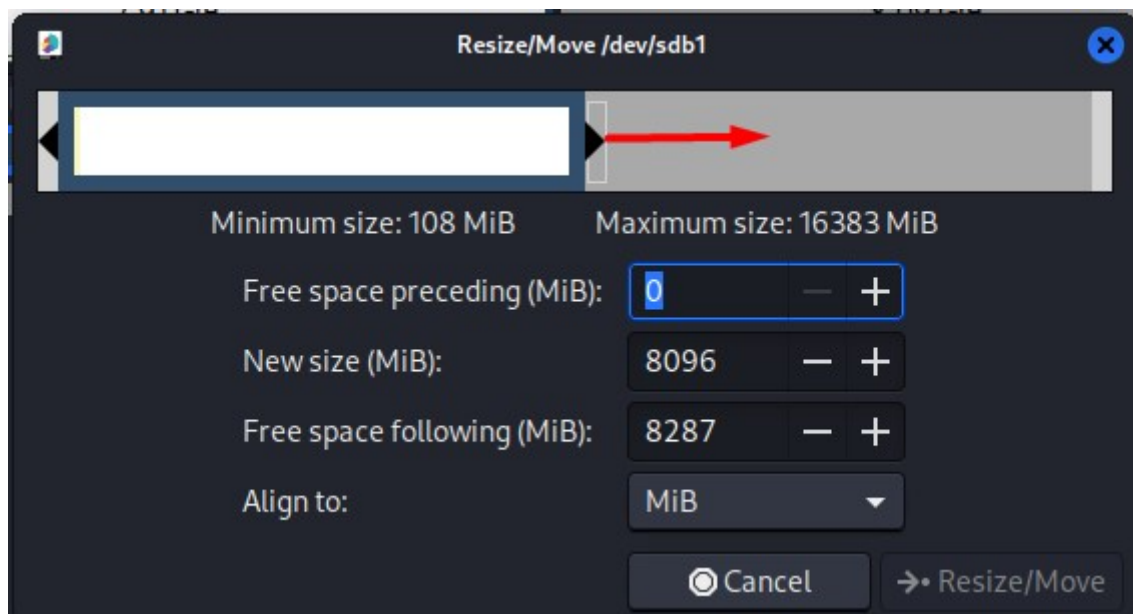 Resize/Move /dev/sdb1
Minimum size: 108 MiB Maximum size: 16383 MiB
Free space preceding (MiB): 0
New size (MiB): 8096
Free space following (MiB): 8287
Align to: MiB
Cancel Resize/Move